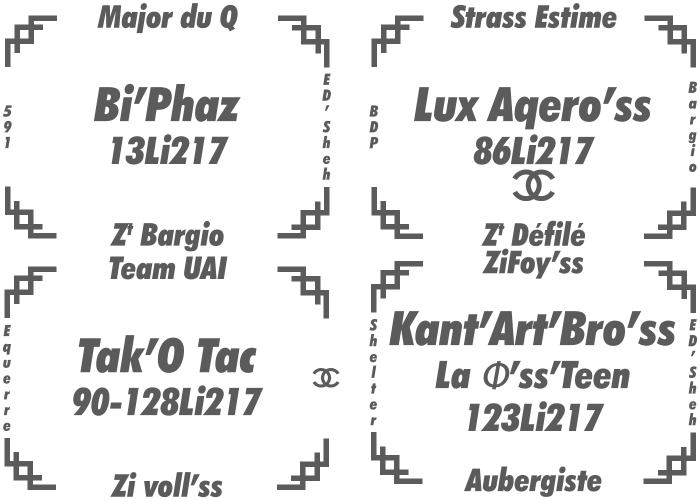 Major du Q
591
Bi'Phaz
13Li217
ED'Sheh
Zᵗ Bargio
Strass Estime
BDP
Lux Aqero'ss
86Li217
Bargio
Zᵗ Défilé
Team UAI
Equerre
Tak'O Tac
90-128Li217
Zi voll'ss
ZiFoy'ss
Shelter
Kant'Art'Bro'ss
La Φ'ss'Teen
123Li217
ED'Sheh
Aubergiste